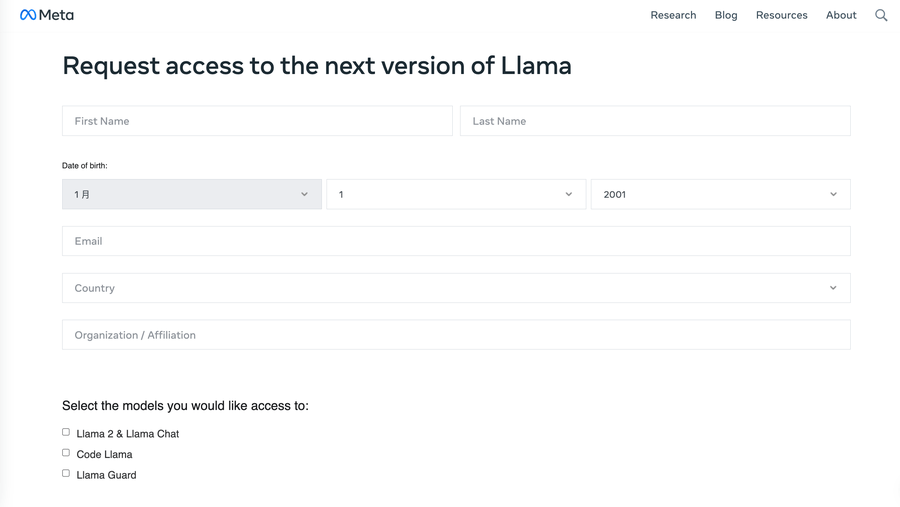 Meta Research Blog Resources About
Request access to the next version of Llama
First Name Last Name
Date of birth:
1 月 1 2001
Email
Country
Organization / Affiliation
Select the models you would like access to:
Llama 2 & Llama Chat
Code Llama
Llama Guard